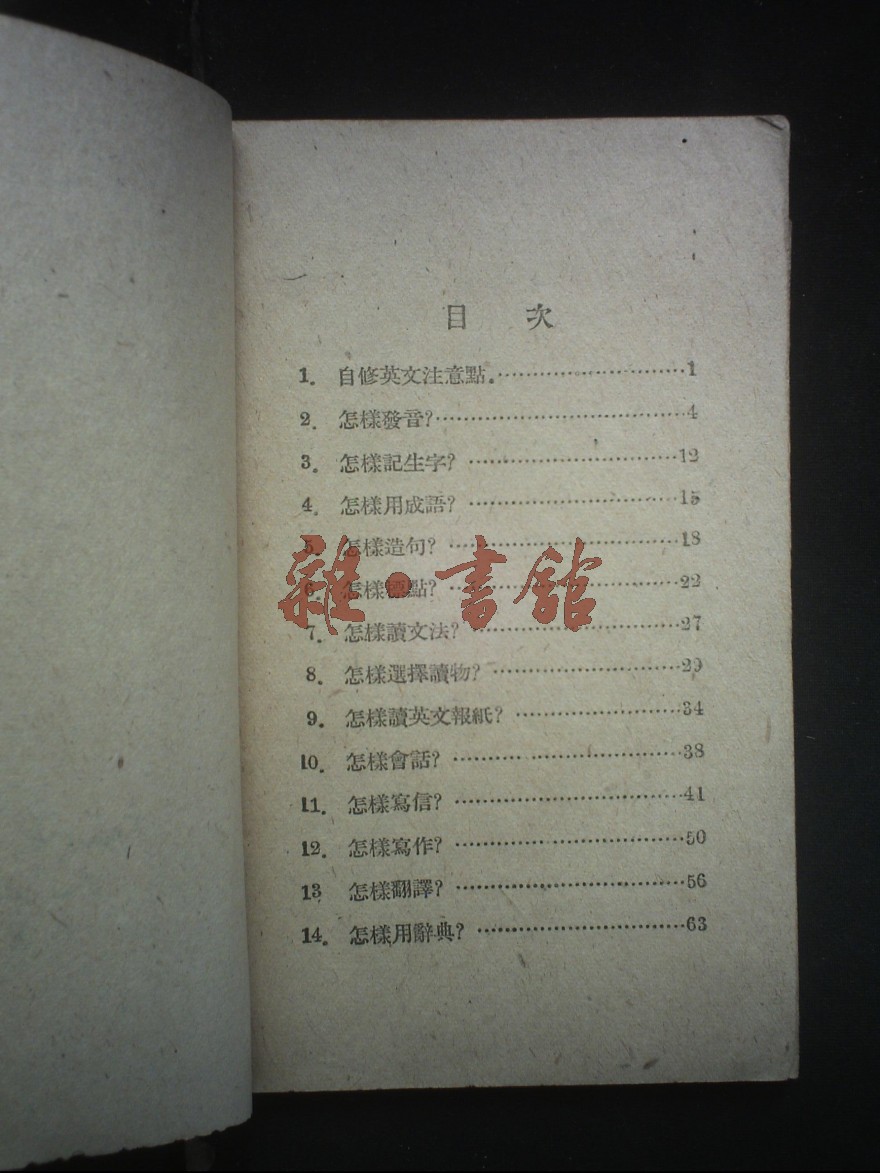 目 次
1. 自修英文注意點.………………………1
2. 怎樣發音?………………………………4
3. 怎樣記生字? …………………………12
4. 怎樣用成語? …………………………15
5. 怎樣造句? ……………………………18
6. 怎樣標點? ……………………………22
雜·書館
7. 怎樣讀文法? …………………………27
8. 怎樣選擇讀物? ………………………29
9. 怎樣讀英文報紙? ……………………34
10. 怎樣會話? ……………………………38
11. 怎樣寫信? ……………………………41
12. 怎樣寫作? ……………………………50
13 怎樣翻譯? ……………………………56
14. 怎樣用辭典? …………………………63